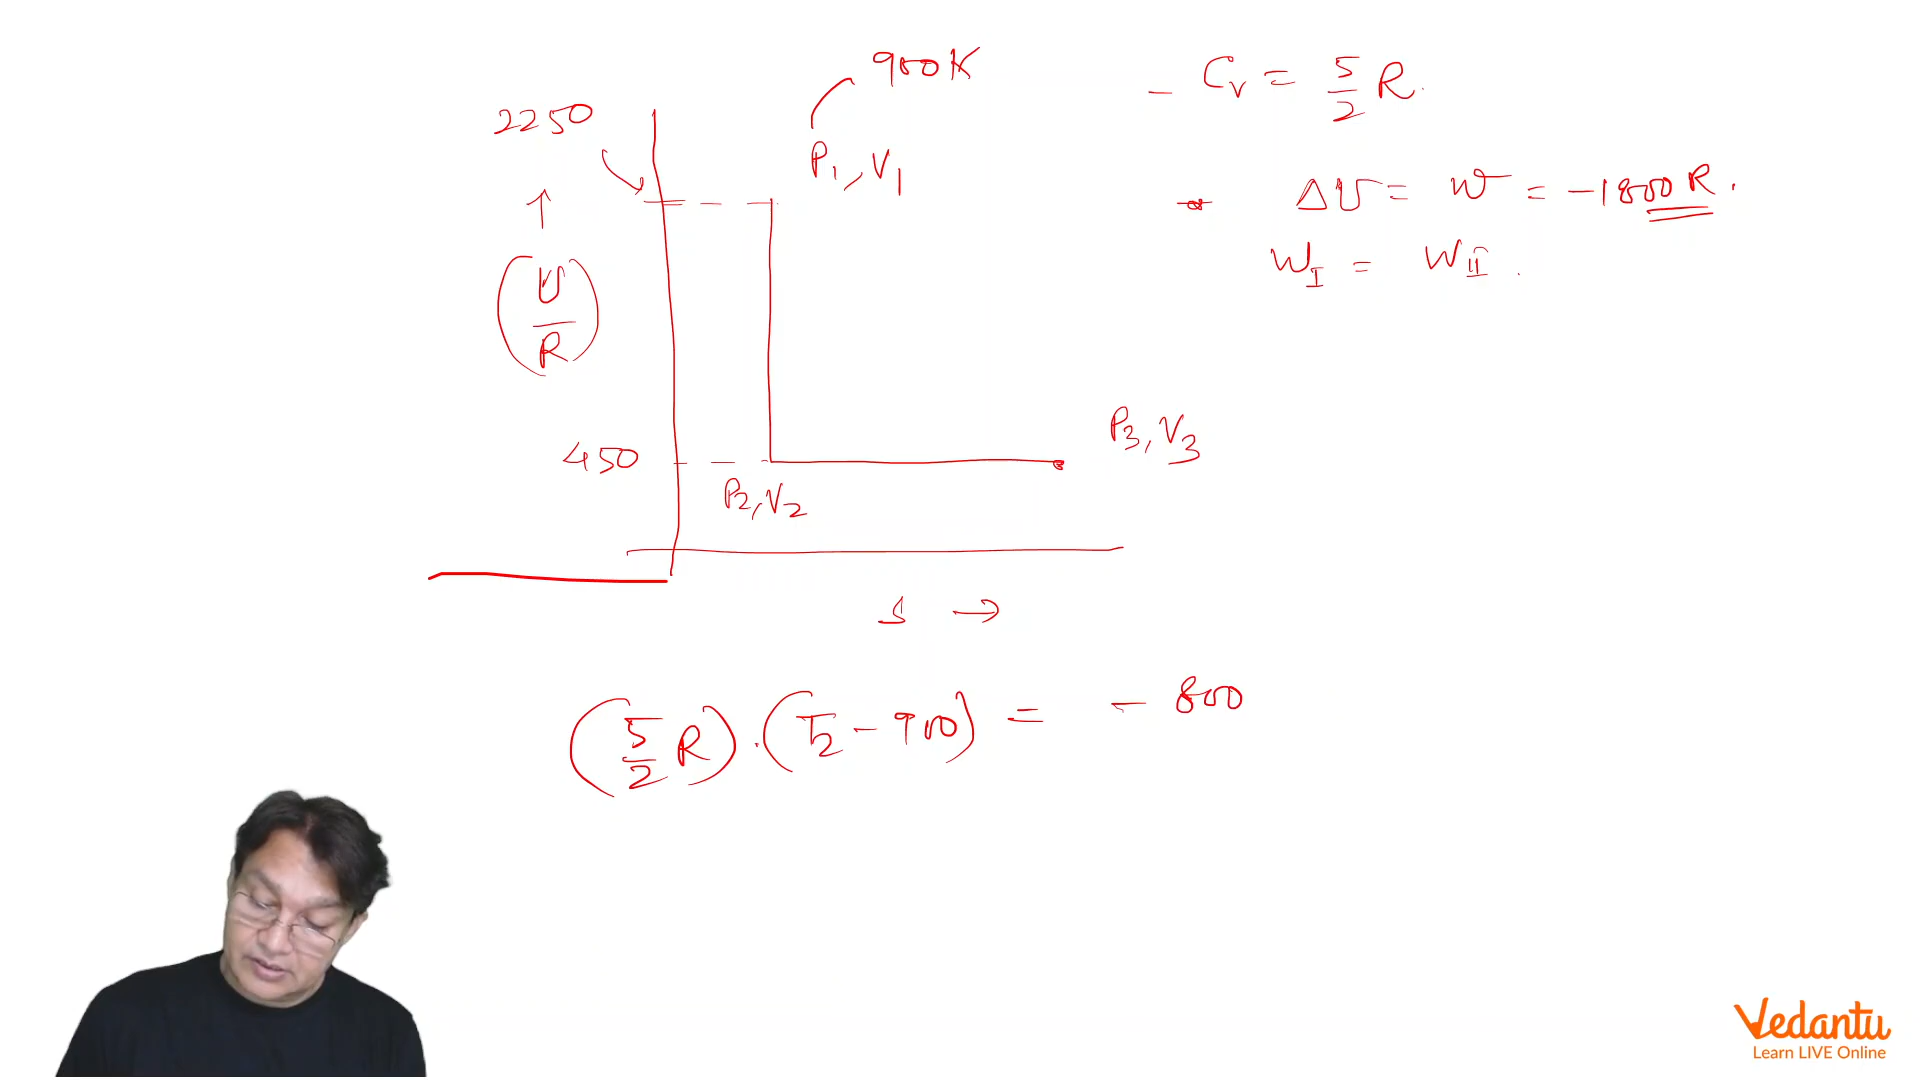 900K
2250
P₁, V₁
↑
(U/R)
450
P₂, V₂
P₃, V₃
S →
- Cᵥ = 5/2 R.
ΔU = W = -1800 R.
W_I = W_II.
(5/2 R) · (T₂ - 900) = - 800
Vedantu
Learn LIVE Online